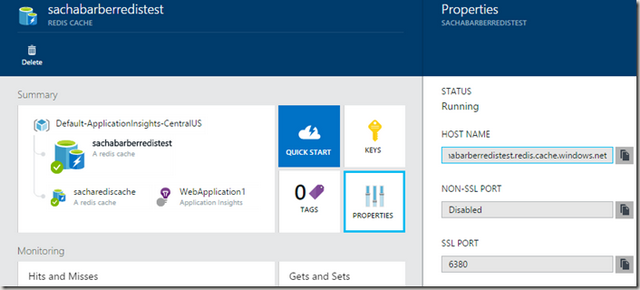 sachabarberredistest
REDIS CACHE
Delete
Summary
Default-ApplicationInsights-CentralUS
sachabarberredistest
A redis cache
sacharediscache
A redis cache
WebApplication1
Application Insights
QUICK START
KEYS
0
TAGS
PROPERTIES
Monitoring
Hits and Misses
Gets and Sets
Properties
SACHABARBERREDISTEST
STATUS
Running
HOST NAME
abarberredistest.redis.cache.windows.net
NON-SSL PORT
Disabled
SSL PORT
6380